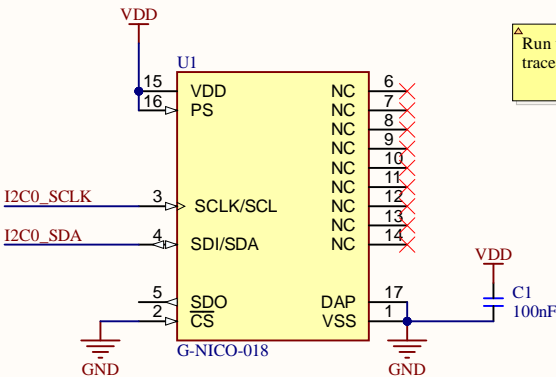 VDD
U1
Run
trace
15 VDD
16 PS
NC 6
NC 7
NC 8
NC 9
NC 10
NC 11
NC 12
NC 13
NC 14
I2C0_SCLK
3 SCLK/SCL
I2C0_SDA
4 SDI/SDA
5 SDO
2 CS
DAP 17
VSS 1
VDD
C1
100nF
G-NICO-018
GND
GND